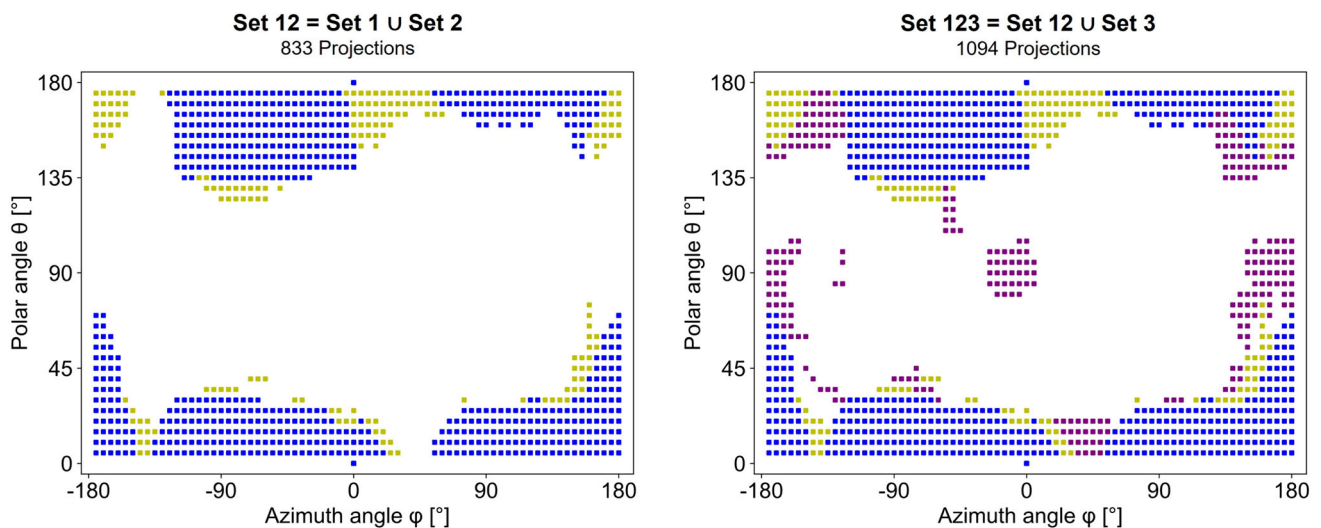 Set 12 = Set 1 ∪ Set 2
833 Projections
180
135
90
45
0
-180
-90
0
90
180
Polar angle θ [°]
Azimuth angle φ [°]
Set 123 = Set 12 ∪ Set 3
1094 Projections
180
135
90
45
0
-180
-90
0
90
180
Polar angle θ [°]
Azimuth angle φ [°]